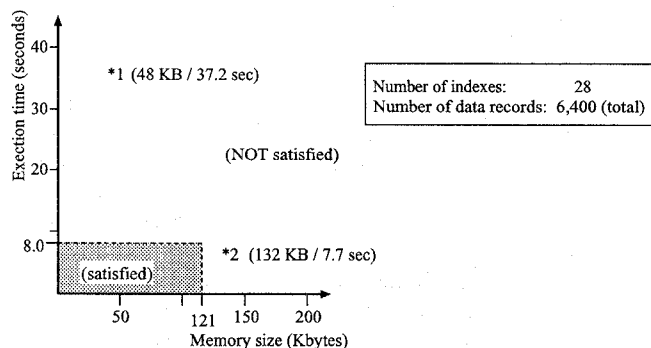 Exection time (seconds)
40
*1 (48 KB / 37.2 sec)
Number of indexes: 28
Number of data records: 6,400 (total)
30
(NOT satisfied)
20
8.0
*2 (132 KB / 7.7 sec)
(satisfied)
50 121 150 200
Memory size (Kbytes)